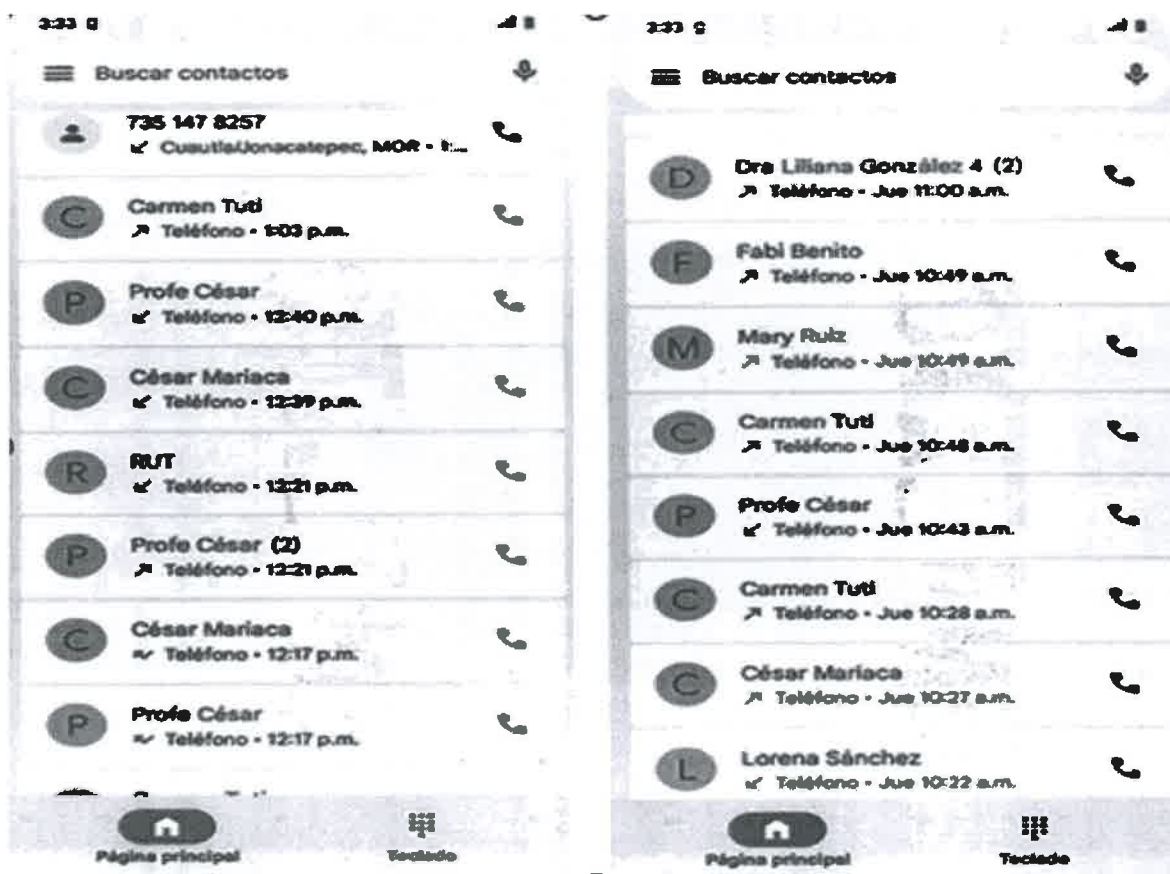 3:33
Buscar contactos
735 147 8257
Cuautla/Jonacatepec, MOR • 1:...
Carmen Tuti
Teléfono • 1:03 p.m.
Profe César
Teléfono • 12:40 p.m.
César Mariaca
Teléfono • 12:39 p.m.
RUT
Teléfono • 12:21 p.m.
Profe César (2)
Teléfono • 12:21 p.m.
César Mariaca
Teléfono • 12:17 p.m.
Profe César
Teléfono • 12:17 p.m.
Página principal
Teclado
3:33
Buscar contactos
D
Dra Liliana González 4 (2)
Teléfono • Jue 11:00 a.m.
F
Fabi Benito
Teléfono • Jue 10:49 a.m.
M
Mary Ruiz
Teléfono • Jue 10:49 a.m.
C
Carmen Tuti
Teléfono • Jue 10:48 a.m.
P
Profe César
Teléfono • Jue 10:43 a.m.
C
Carmen Tuti
Teléfono • Jue 10:28 a.m.
C
César Mariaca
Teléfono • Jue 10:27 a.m.
L
Lorena Sánchez
Teléfono • Jue 10:22 a.m.
Página principal
Teclado